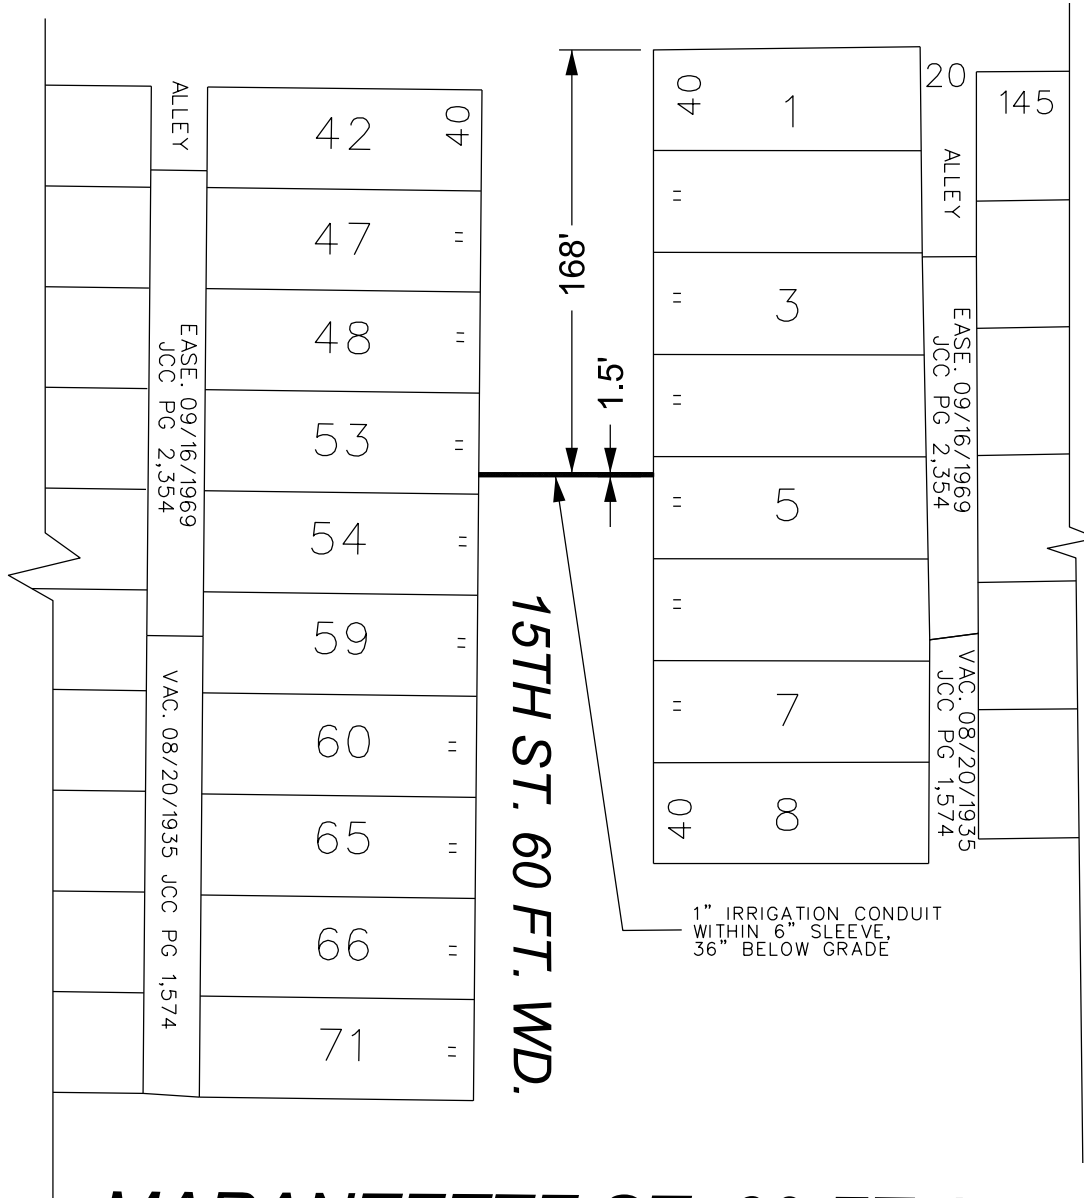 ALLEY
42
40
47
=
48
=
53
=
54
=
59
=
60
=
65
=
66
=
71
=
EASE. 09/16/1969
JCC PG 2,354
VAC. 08/20/1935 JCC PG 1,574
168'
1.5'
15TH ST. 60 FT. WD.
40
1
=
=
3
=
=
5
=
=
7
40
8
20
145
ALLEY
EASE. 09/16/1969
JCC PG 2,354
VAC. 08/20/1935
JCC PG 1,574
1” IRRIGATION CONDUIT
WITHIN 6” SLEEVE,
36” BELOW GRADE